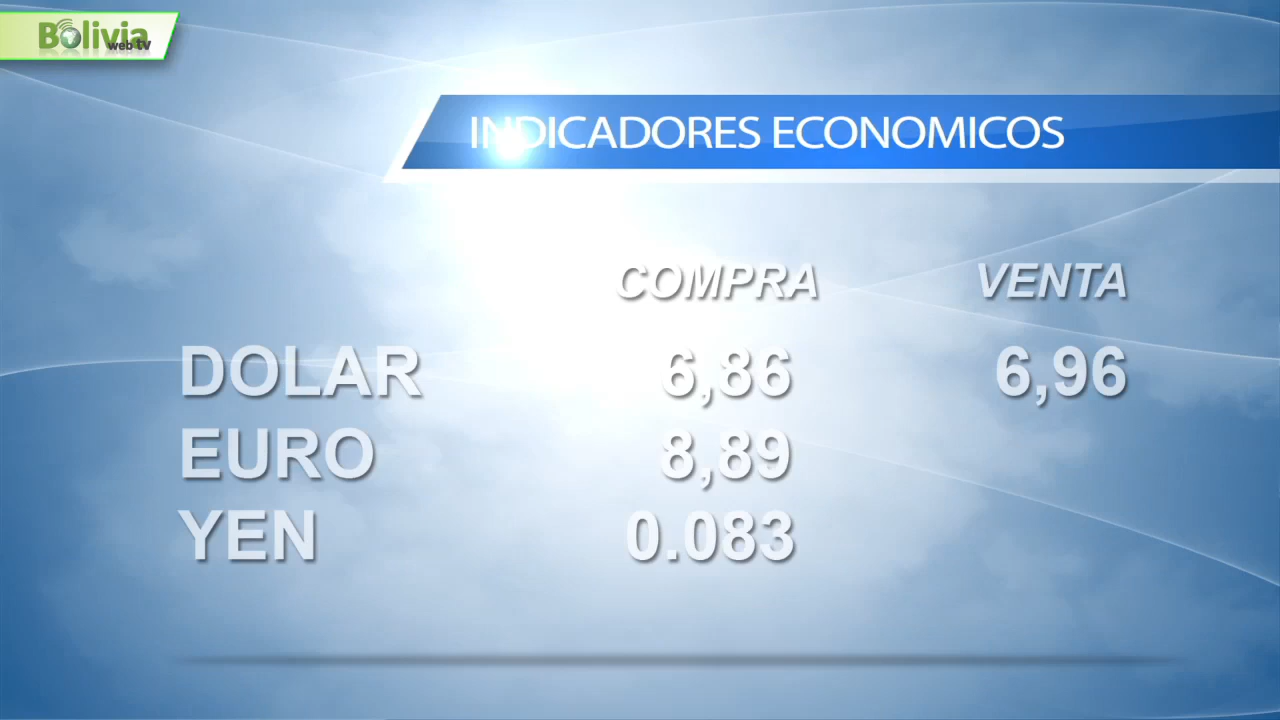 Bolivia
web tv
INDICADORES ECONOMICOS
COMPRA VENTA
DOLAR 6,86 6,96
EURO 8,89
YEN 0.083